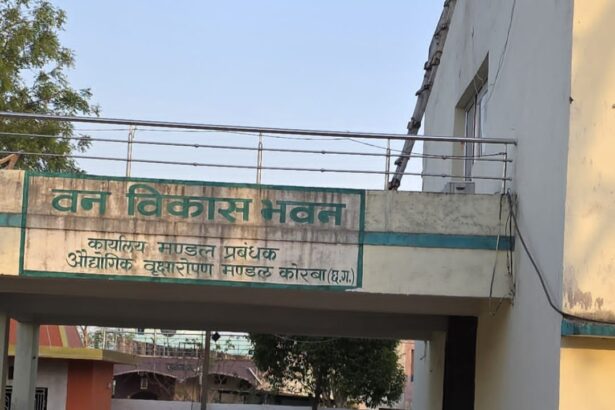 वन विकास भवन
कार्यालय मण्डल प्रबंधक
औद्योगिक वृक्षारोपण मण्डल कोरबा(छ.ग.)